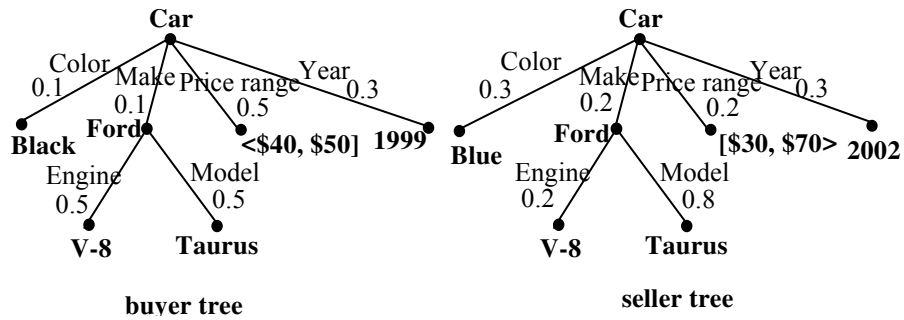 Car
Color
0.1
Make
0.1
Price range
0.5
Year
0.3
Black
Ford
<$40, $50]
1999
Engine
0.5
Model
0.5
V-8
Taurus
buyer tree
Car
Color
0.3
Make
0.2
Price range
0.2
Year
0.3
Blue
Ford
[$30, $70>
2002
Engine
0.2
Model
0.8
V-8
Taurus
seller tree